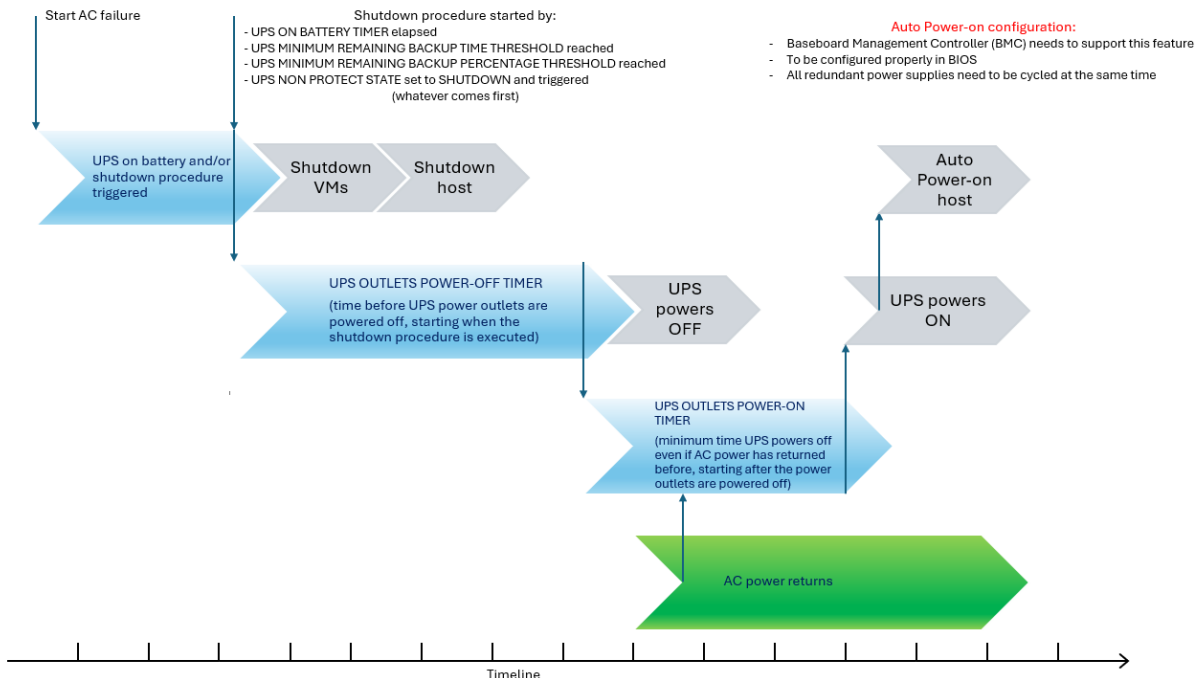 Start AC failure
Shutdown procedure started by:
- UPS ON BATTERY TIMER elapsed
- UPS MINIMUM REMAINING BACKUP TIME THRESHOLD reached
- UPS MINIMUM REMAINING BACKUP PERCENTAGE THRESHOLD reached
- UPS NON PROTECT STATE set to SHUTDOWN and triggered
(whatever comes first)
Auto Power-on configuration:
- Baseboard Management Controller (BMC) needs to support this feature
- To be configured properly in BIOS
- All redundant power supplies need to be cycled at the same time
UPS on battery and/or
shutdown procedure
triggered
Shutdown
VMs
Shutdown
host
Auto
Power-on
host
UPS OUTLETS POWER-OFF TIMER
(time before UPS power outlets are
powered off, starting when the
shutdown procedure is executed)
UPS
powers
OFF
UPS powers
ON
UPS OUTLETS POWER-ON
TIMER
(minimum time UPS powers off
even if AC power has returned
before, starting after the power
outlets are powered off)
AC power returns
Timeline